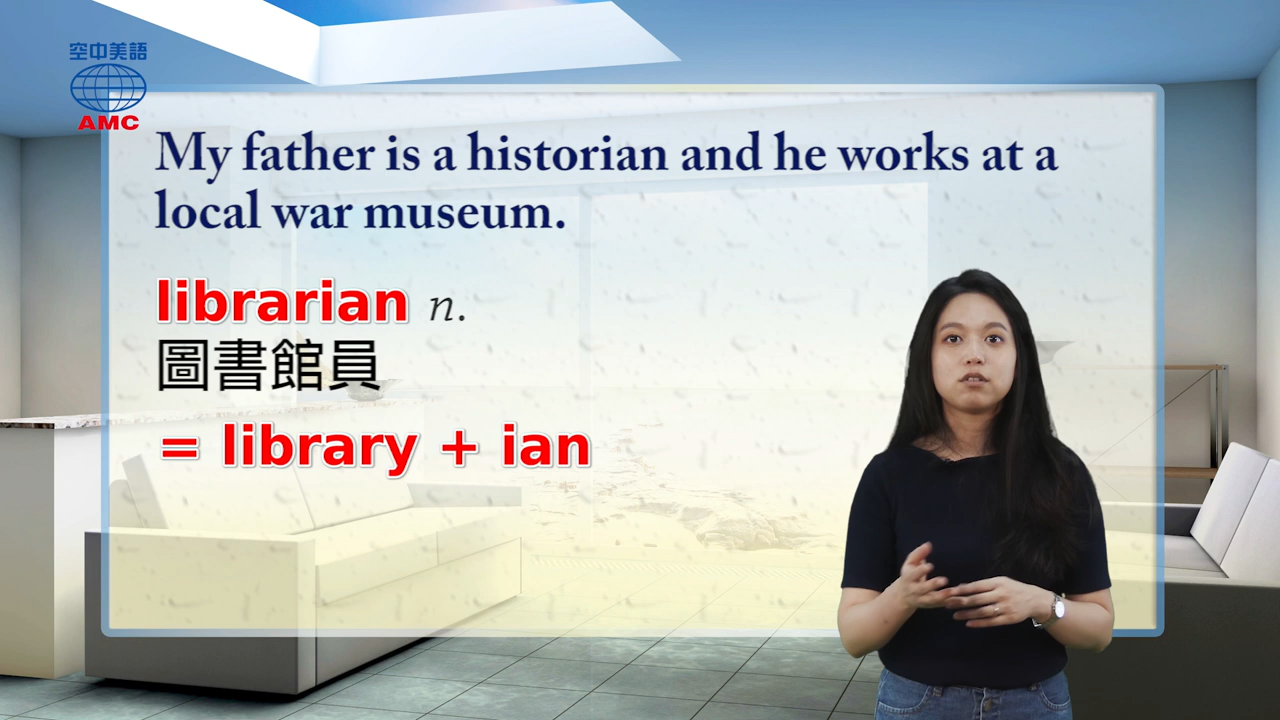 空中美語
AMC
My father is a historian and he works at a
local war museum.
librarian n.
圖書館員
= library + ian